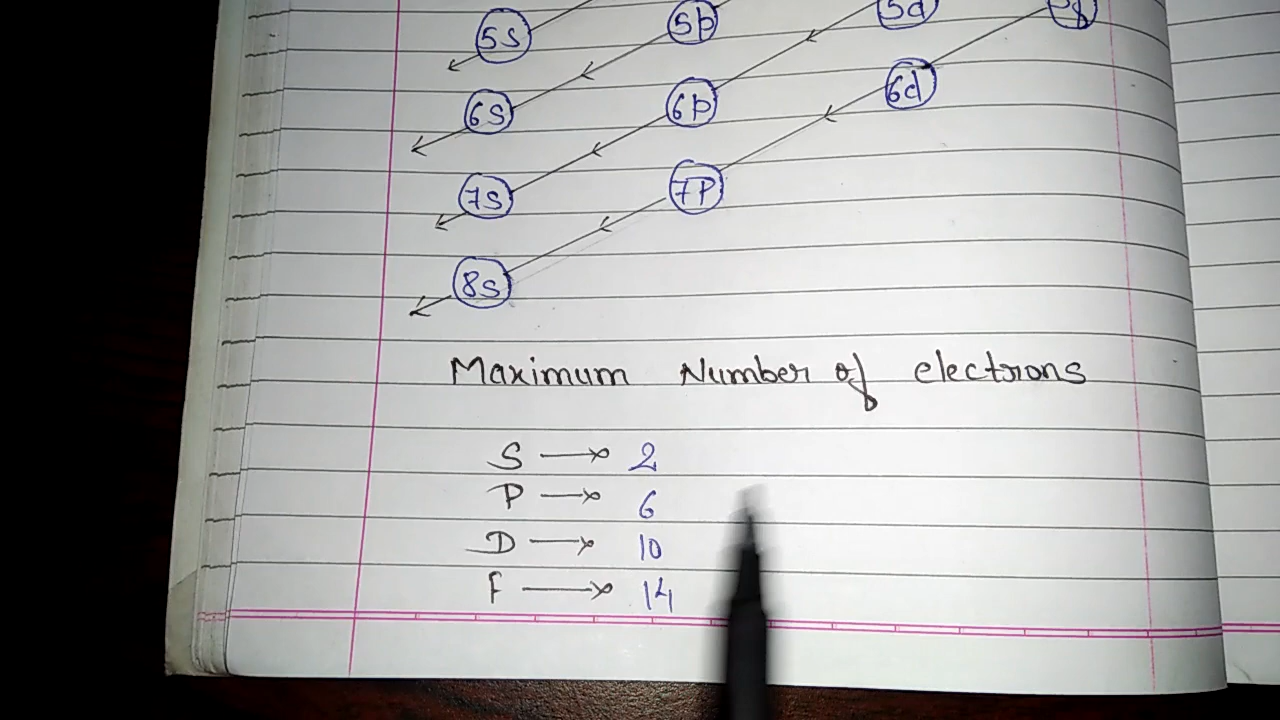 5s 5p 5d
6s 6p 6d
7s 7P
8s
Maximum Number of electrons
S → 2
P → 6
D → 10
F → 14